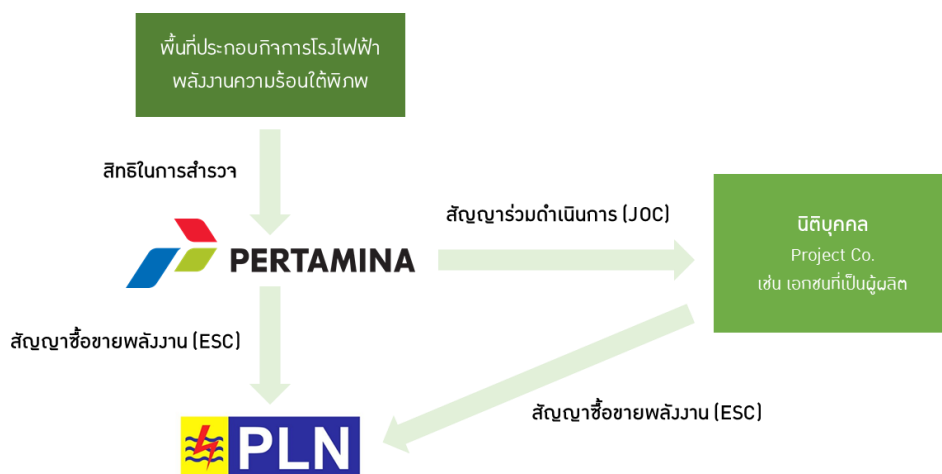 พื้นที่ประกอบกิจการโรงไฟฟ้า
พลังงานความร้อนใต้พิภพ
สิทธิในการสำรวจ
สัญญาร่วมดำเนินการ (JOC)
PERTAMINA
นิติบุคคล
Project Co.
เช่น เอกชนที่เป็นผู้ผลิต
สัญญาซื้อขายพลังงาน (ESC)
สัญญาซื้อขายพลังงาน (ESC)
PLN